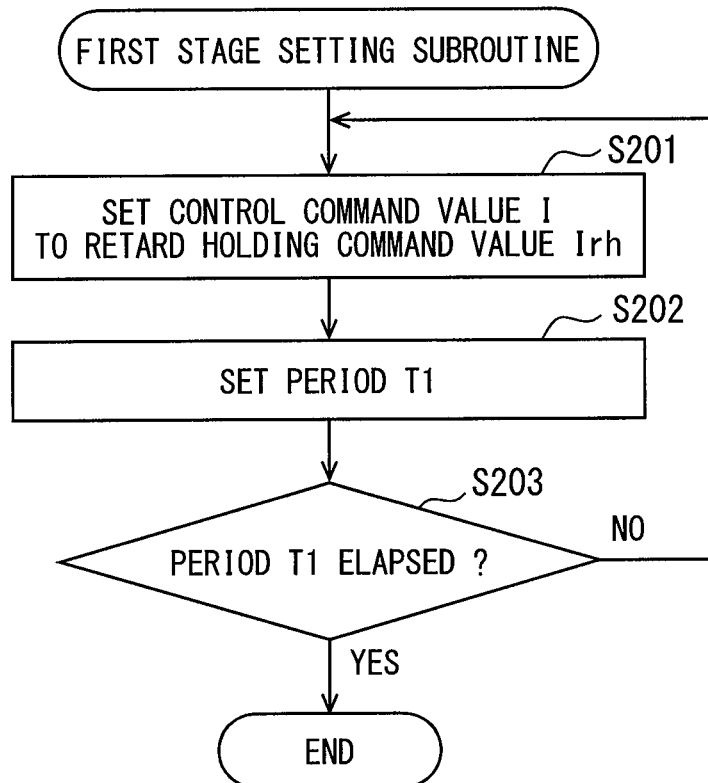 FIRST STAGE SETTING SUBROUTINE
S201
SET CONTROL COMMAND VALUE I
TO RETARD HOLDING COMMAND VALUE Irh
S202
SET PERIOD T1
S203
PERIOD T1 ELAPSED ?
NO
YES
END